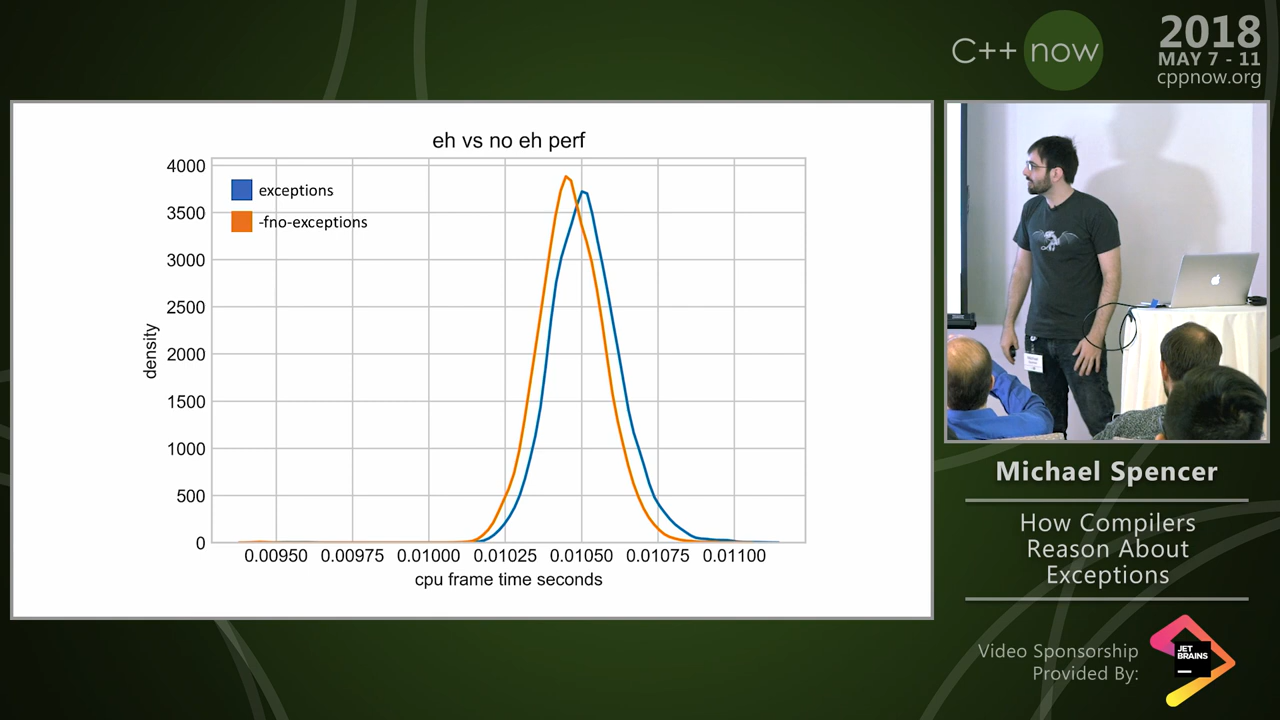 C++ now
2018
MAY 7 - 11
cppnow.org
eh vs no eh perf
exceptions
-fno-exceptions
4000
3500
3000
2500
2000
1500
1000
500
0
density
0.00950 0.00975 0.01000 0.01025 0.01050 0.01075 0.01100
cpu frame time seconds
Michael Spencer
How Compilers
Reason About
Exceptions
Video Sponsorship
Provided By:
JET
BRAINS